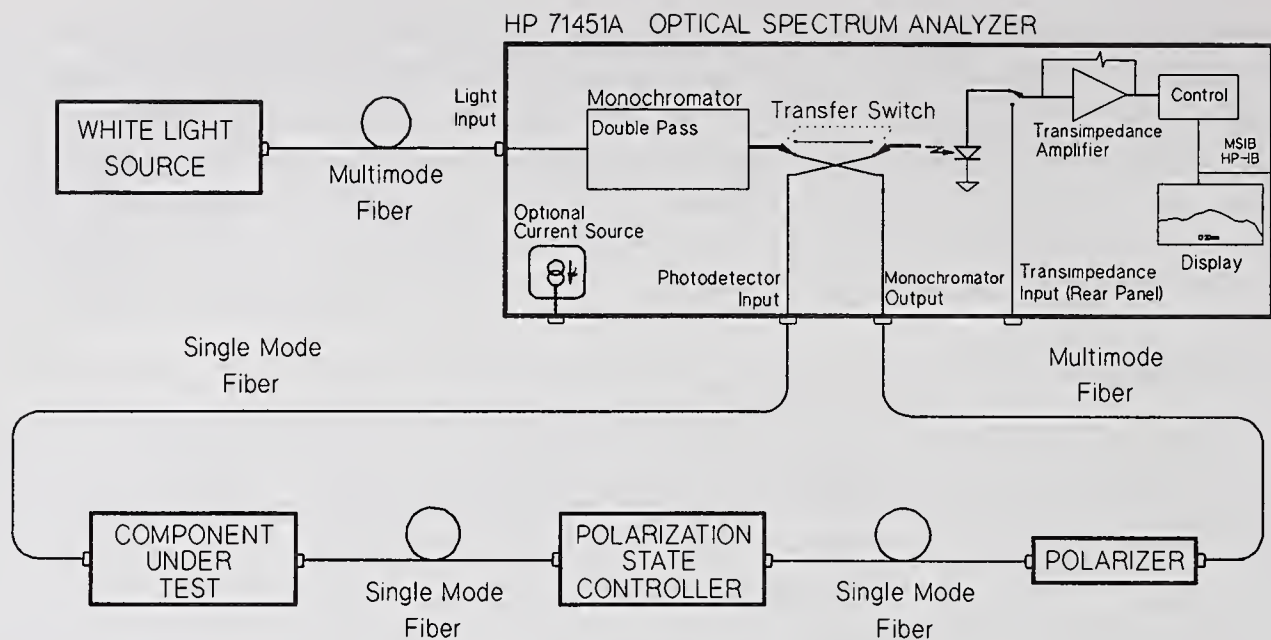 HP 71451A OPTICAL SPECTRUM ANALYZER
WHITE LIGHT
SOURCE
Multimode
Fiber
Light
Input
Monochromator
Double Pass
Transfer Switch
Transimpedance
Amplifier
Control
MSIB
HP-IB
Display
Optional
Current Source
Photodetector
Input
Monochromator
Output
Transimpedance
Input (Rear Panel)
Single Mode
Fiber
Multimode
Fiber
COMPONENT
UNDER
TEST
Single Mode
Fiber
POLARIZATION
STATE
CONTROLLER
Single Mode
Fiber
POLARIZER